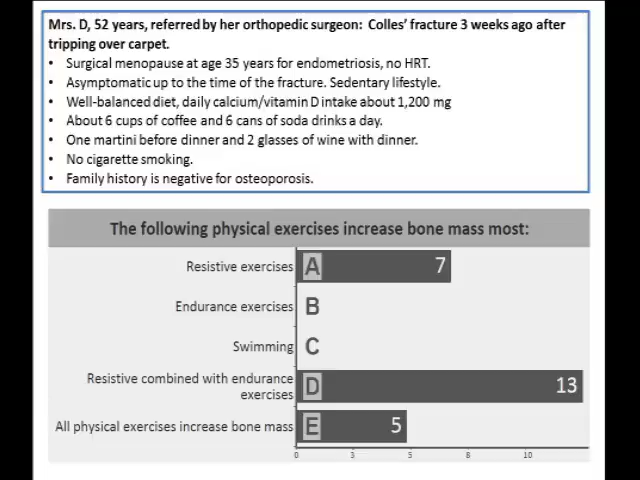 Mrs. D, 52 years, referred by her orthopedic surgeon: Colles' fracture 3 weeks ago after
tripping over carpet.
• Surgical menopause at age 35 years for endometriosis, no HRT.
• Asymptomatic up to the time of the fracture. Sedentary lifestyle.
• Well-balanced diet, daily calcium/vitamin D intake about 1,200 mg
• About 6 cups of coffee and 6 cans of soda drinks a day.
• One martini before dinner and 2 glasses of wine with dinner.
• No cigarette smoking.
• Family history is negative for osteoporosis.
The following physical exercises increase bone mass most:
Resistive exercises A 7
Endurance exercises B
Swimming C
Resistive combined with endurance
exercises D 13
All physical exercises increase bone mass E 5
0 3 5 8 10